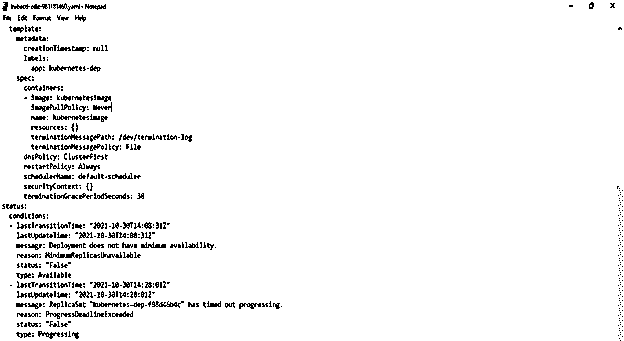 kubectl-edit-981181460.yaml - Notepad
File Edit Format View Help
template:
metadata:
creationTimestamp: null
labels:
app: kubernetes-dep
spec:
containers:
- image: kubernetesimage
imagePullPolicy: Never
name: kubernetesimage
resources: {}
terminationMessagePath: /dev/termination-log
terminationMessagePolicy: File
dnsPolicy: ClusterFirst
restartPolicy: Always
schedulerName: default-scheduler
securityContext: {}
terminationGracePeriodSeconds: 30
status:
conditions:
- lastTransitionTime: "2021-10-30T14:08:31Z"
lastUpdateTime: "2021-10-30T14:08:31Z"
message: Deployment does not have minimum availability.
reason: MinimumReplicasUnavailable
status: "False"
type: Available
- lastTransitionTime: "2021-10-30T14:28:01Z"
lastUpdateTime: "2021-10-30T14:28:01Z"
message: ReplicaSet has timed out progressing.
reason: ProgressDeadlineExceeded
status: "False"
type: Progressing